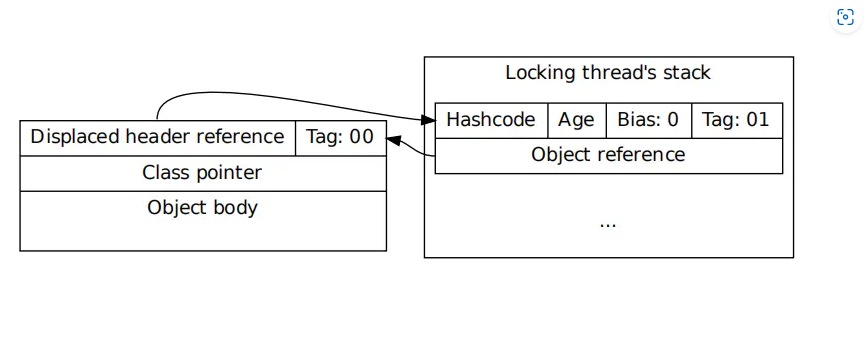 Locking thread's stack
Hashcode Age Bias: 0 Tag: 01
Displaced header reference Tag: 00
Object reference
Class pointer
Object body
...